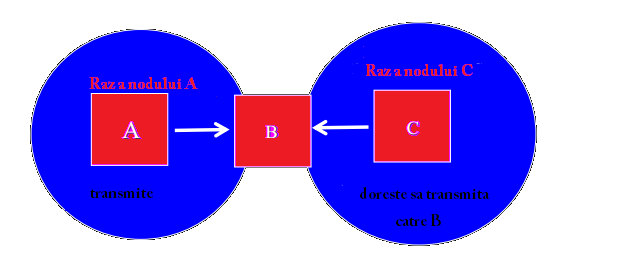 Raza nodului A
Raza nodului C
A
B
C
transmite
doreste sa transmita
catre B